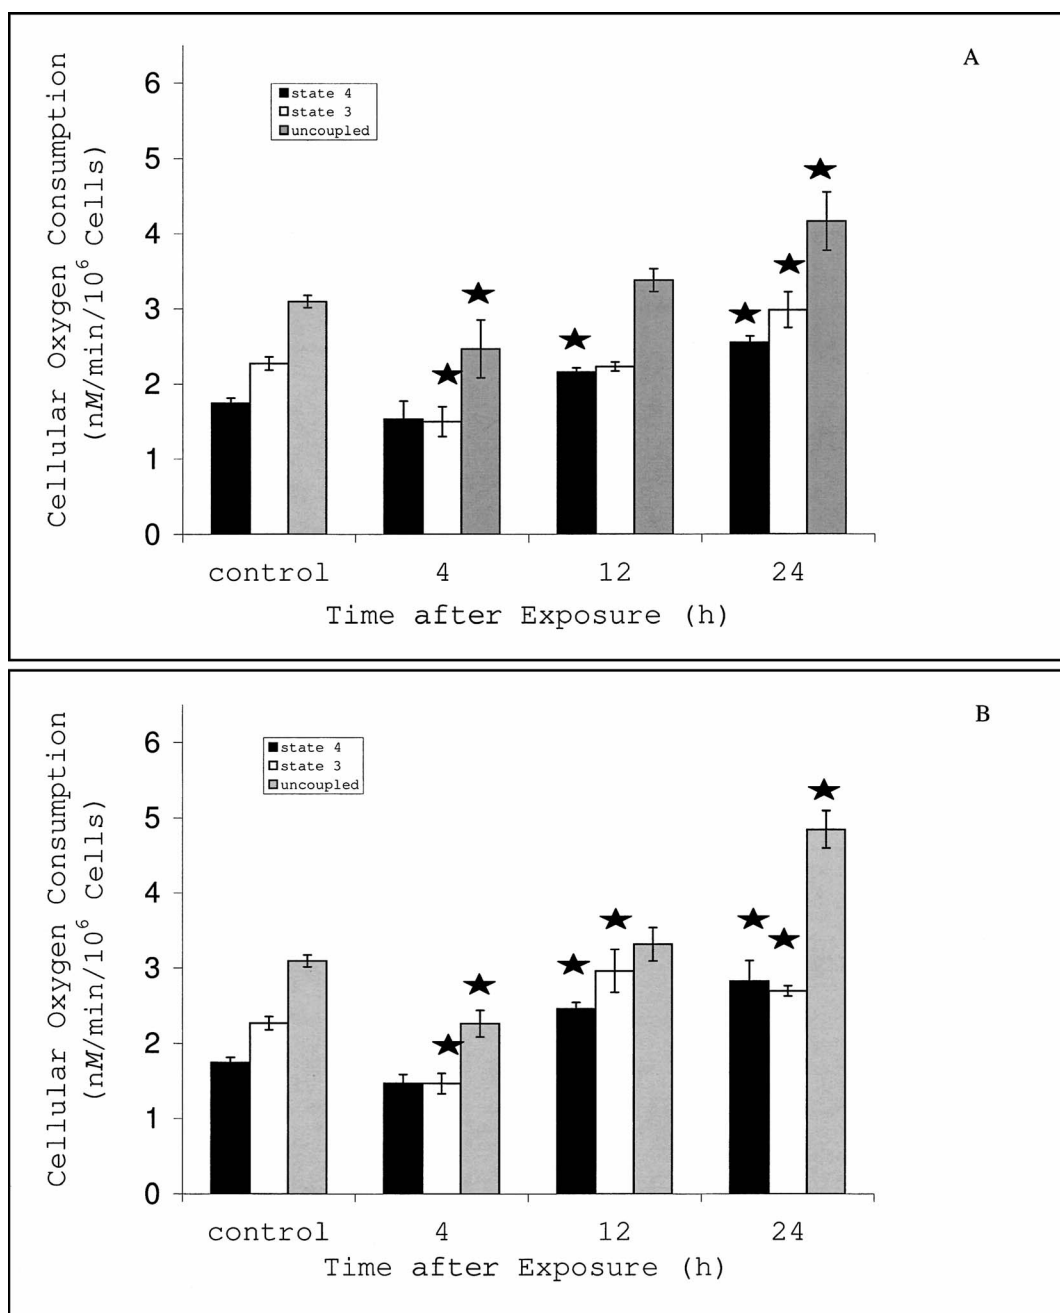 A
6
5
4
3
2
1
0
Cellular Oxygen Consumption
(nM/min/10⁶ Cells)
state 4
state 3
uncoupled
control 4 12 24
Time after Exposure (h)
B
6
5
4
3
2
1
0
Cellular Oxygen Consumption
(nM/min/10⁶ Cells)
state 4
state 3
uncoupled
control 4 12 24
Time after Exposure (h)